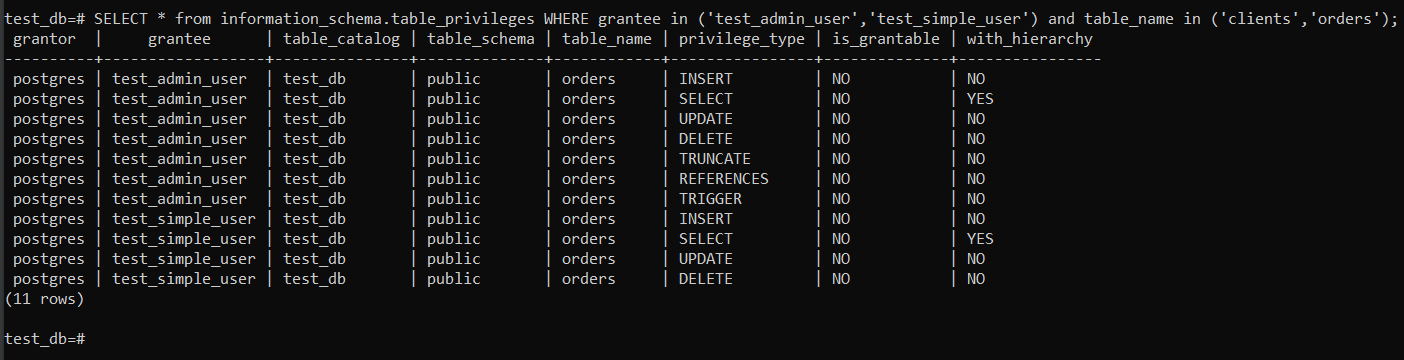 test_db=# SELECT * from information_schema.table_privileges WHERE grantee in ('test_admin_user','test_simple_user') and table_name in ('clients','orders');
 grantor  |     grantee      | table_catalog | table_schema | table_name | privilege_type | is_grantable | with_hierarchy
----------+------------------+---------------+--------------+------------+----------------+--------------+----------------
 postgres | test_admin_user  | test_db       | public       | orders     | INSERT         | NO           | NO
 postgres | test_admin_user  | test_db       | public       | orders     | SELECT         | NO           | YES
 postgres | test_admin_user  | test_db       | public       | orders     | UPDATE         | NO           | NO
 postgres | test_admin_user  | test_db       | public       | orders     | DELETE         | NO           | NO
 postgres | test_admin_user  | test_db       | public       | orders     | TRUNCATE       | NO           | NO
 postgres | test_admin_user  | test_db       | public       | orders     | REFERENCES     | NO           | NO
 postgres | test_admin_user  | test_db       | public       | orders     | TRIGGER        | NO           | NO
 postgres | test_simple_user | test_db       | public       | orders     | INSERT         | NO           | NO
 postgres | test_simple_user | test_db       | public       | orders     | SELECT         | NO           | YES
 postgres | test_simple_user | test_db       | public       | orders     | UPDATE         | NO           | NO
 postgres | test_simple_user | test_db       | public       | orders     | DELETE         | NO           | NO
(11 rows)
test_db=#